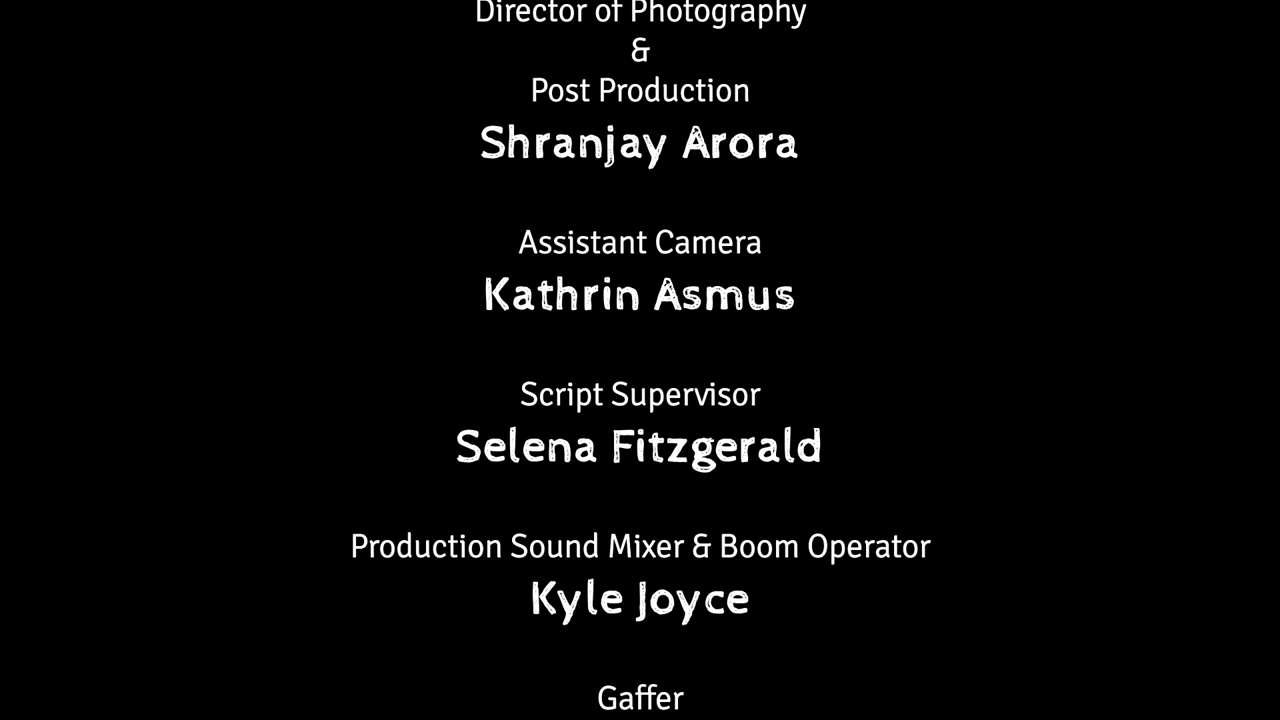 Director of Photography
&
Post Production
Shranjay Arora
Assistant Camera
Kathrin Asmus
Script Supervisor
Selena Fitzgerald
Production Sound Mixer & Boom Operator
Kyle Joyce
Gaffer